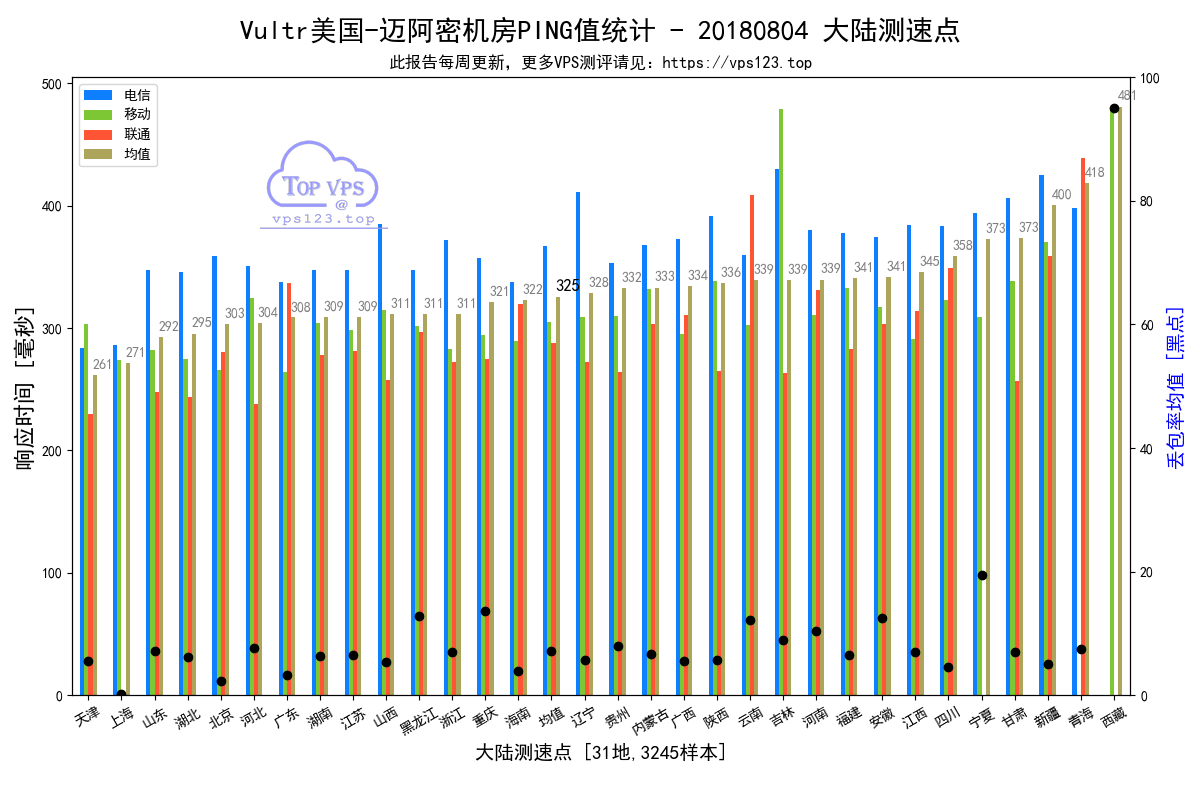 Vultr美国-迈阿密机房PING值统计 - 20180804 大陆测速点
此报告每周更新，更多VPS测评请见：https://vps123.top
电信
移动
联通
均值
TOP VPS
@
vps123.top
响应时间 [毫秒]
500
400
300
200
100
0
261
271
292
295
303
304
308
309
309
311
311
311
321
322
325
328
332
333
334
336
339
339
339
341
341
345
358
373
373
400
418
481
100
80
60
40
20
0
丢包率均值 [黑点]
天津
上海
山东
湖北
北京
河北
广东
湖南
江苏
山西
黑龙江
浙江
重庆
海南
均值
辽宁
贵州
内蒙古
广西
陕西
云南
吉林
河南
福建
安徽
江西
四川
宁夏
甘肃
新疆
青海
西藏
大陆测速点 [31地,3245样本]